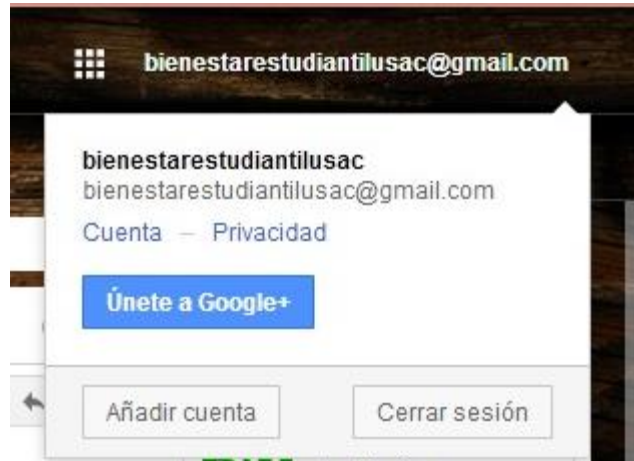 bienestarestudiantilusac@gmail.com
bienestarestudiantilusac
bienestarestudiantilusac@gmail.com
Cuenta – Privacidad
Únete a Google+
Añadir cuenta Cerrar sesión